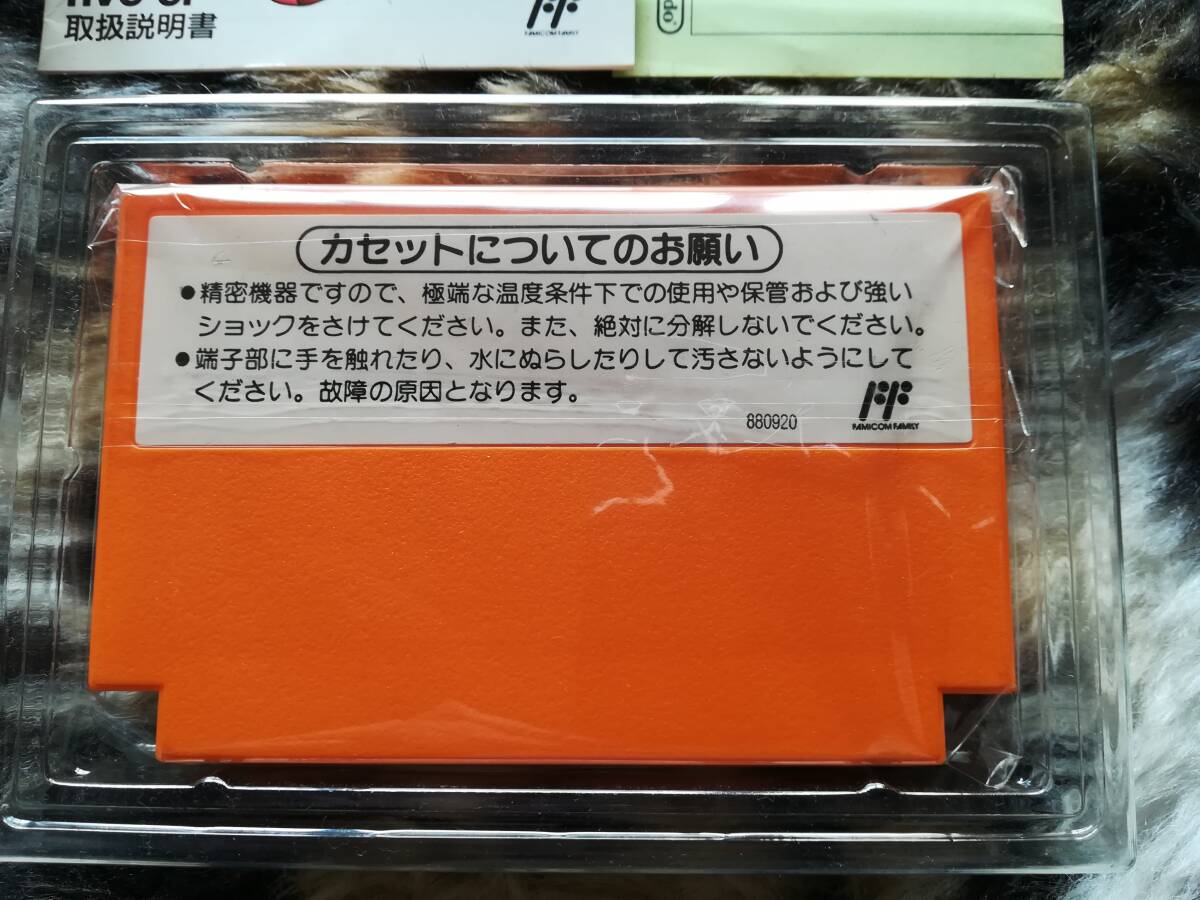 取扱説明書
FAMICOM FAMILY
カセットについてのお願い
●精密機器ですので、極端な温度条件下での使用や保管および強い
ショックをさけてください。また、絶対に分解しないでください。
●端子部に手を触れたり、水にぬらしたりして汚さないようにして
ください。故障の原因となります。
880920
FAMICOM FAMILY